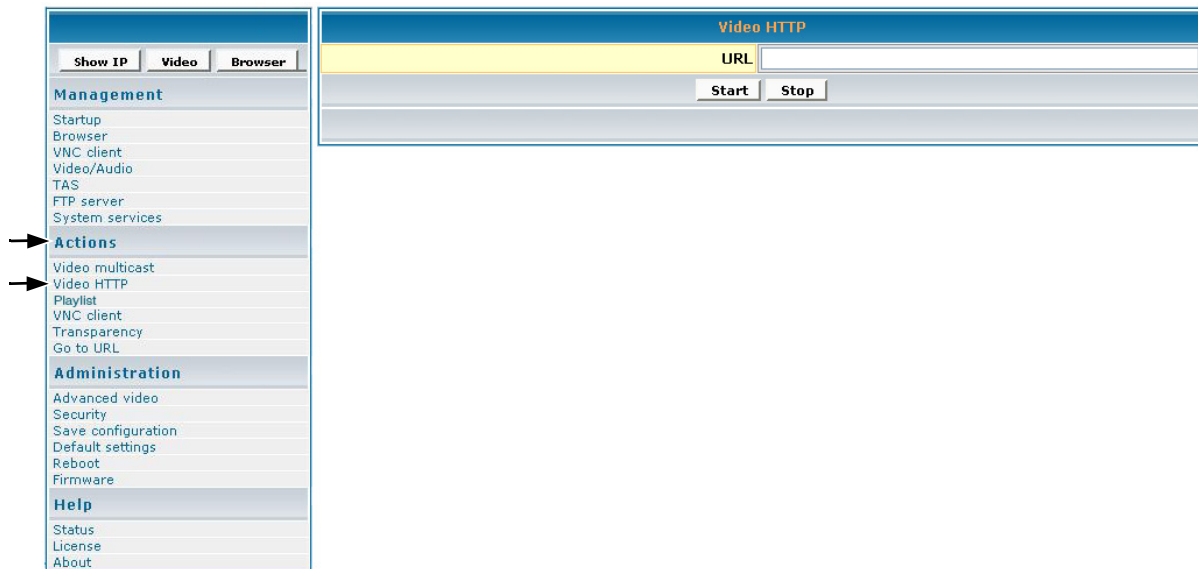 Show IP Video Browser
Management
Startup
Browser
VNC client
Video/Audio
TAS
FTP server
System services
Actions
Video multicast
Video HTTP
Playlist
VNC client
Transparency
Go to URL
Administration
Advanced video
Security
Save configuration
Default settings
Reboot
Firmware
Help
Status
License
About
Video HTTP
URL
Start Stop